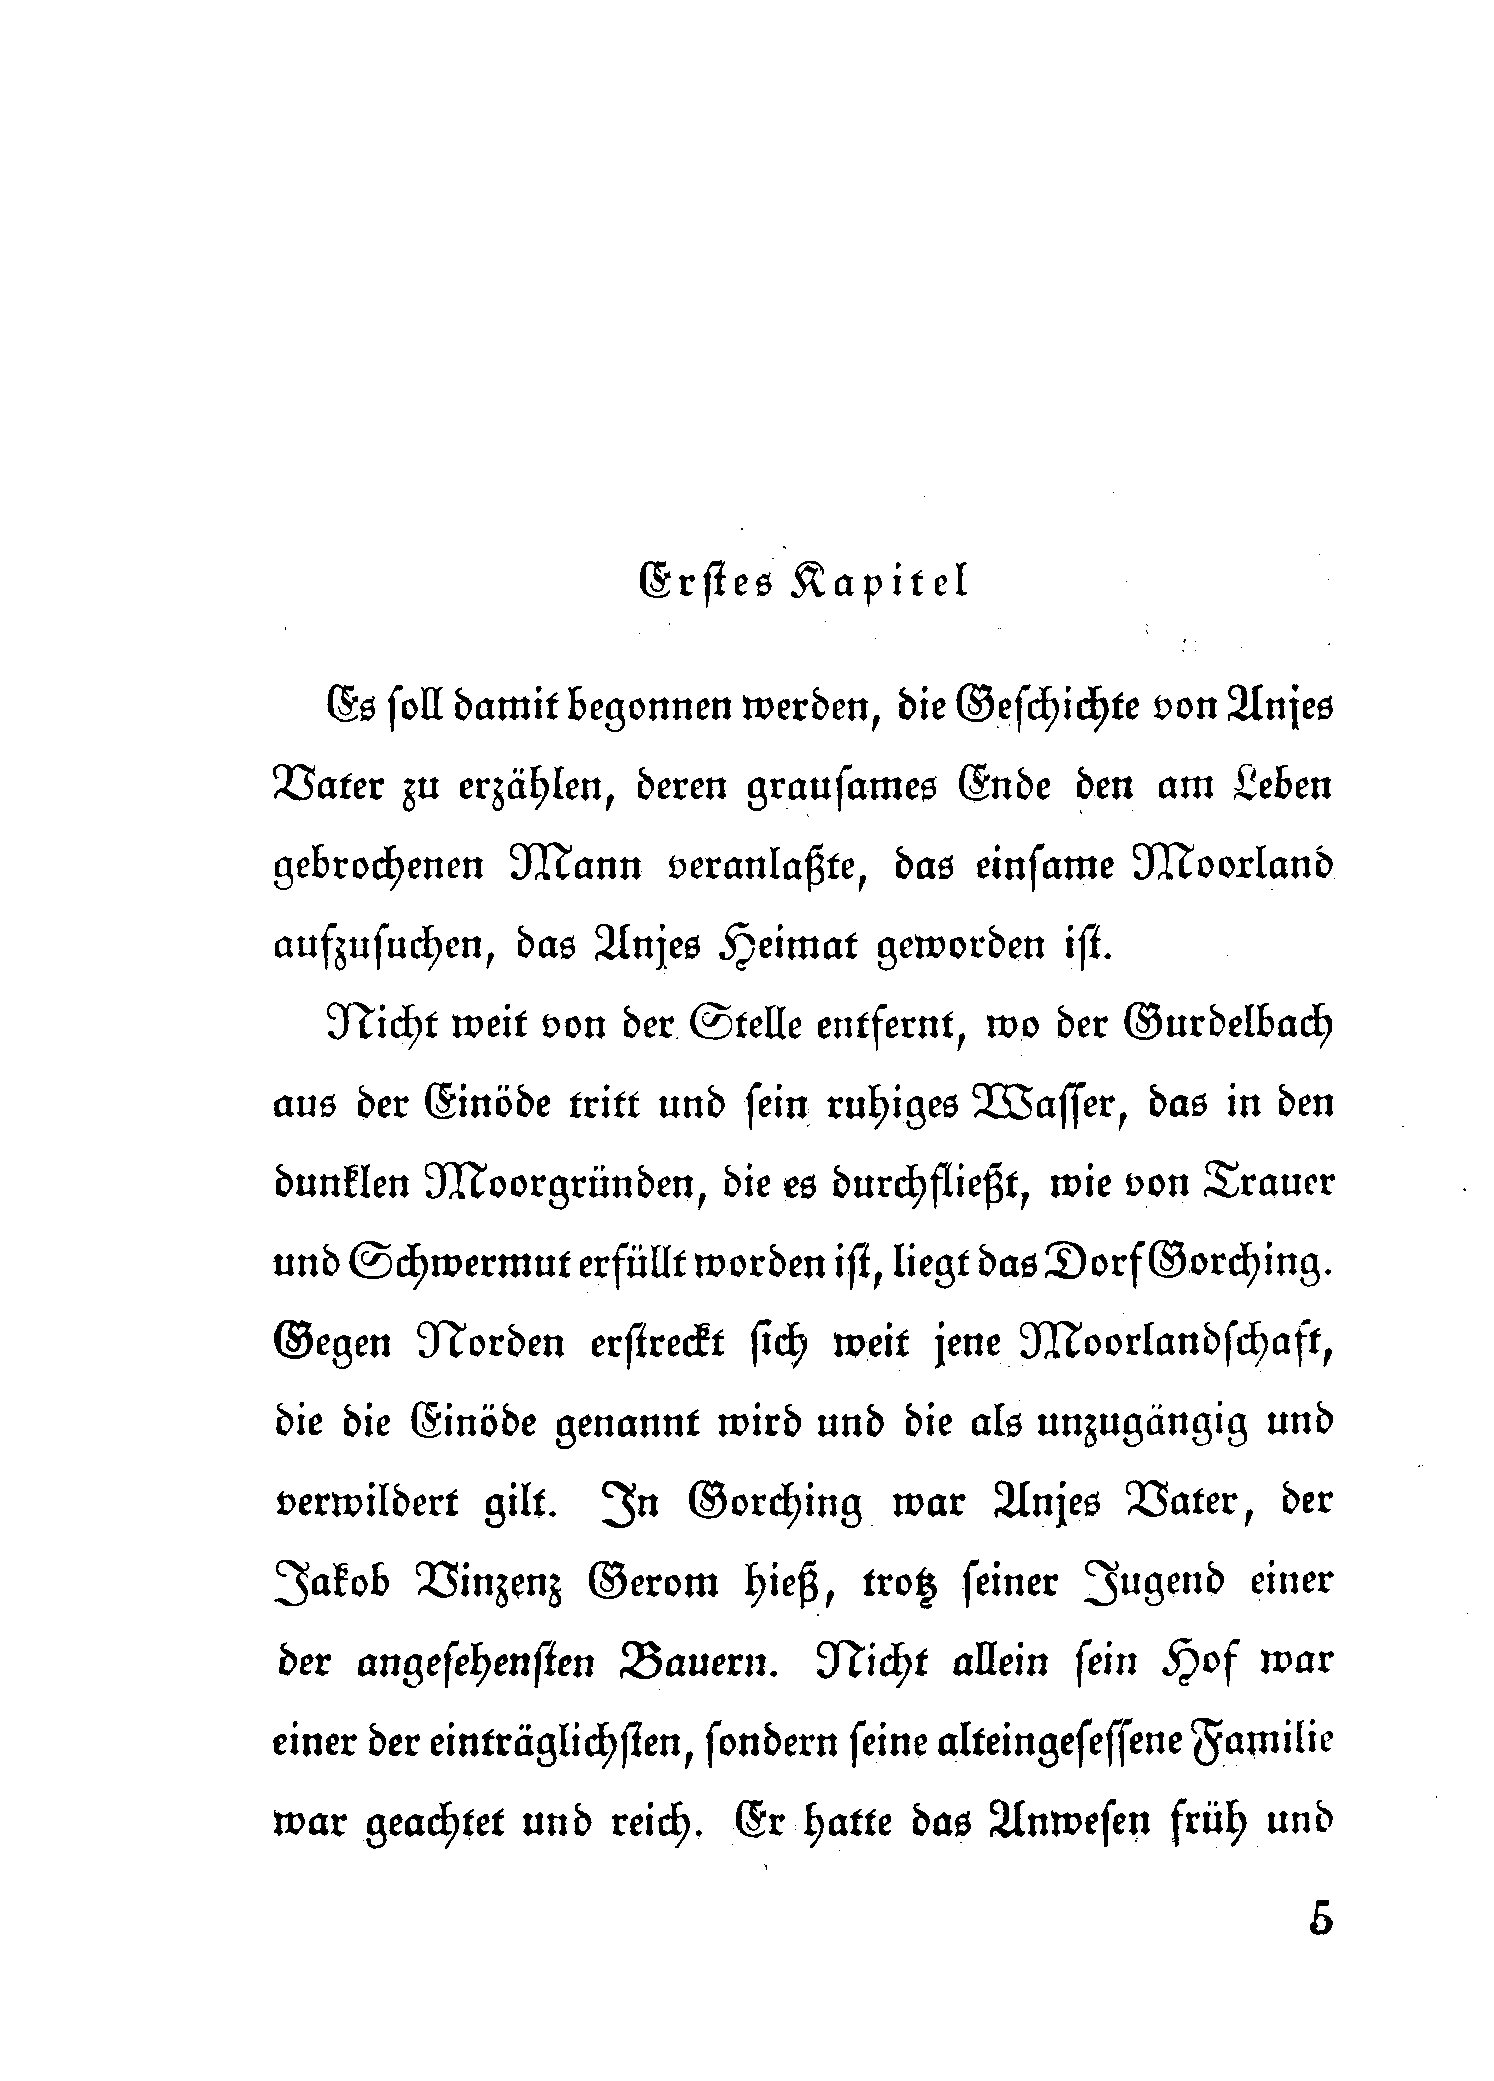 Erstes Kapitel
Es soll damit begonnen werden, die Geschichte von Anjes
Vater zu erzählen, deren grausames Ende den am Leben
gebrochenen Mann veranlaßte, das einsame Moorland
aufzusuchen, das Anjes Heimat geworden ist.
Nicht weit von der Stelle entfernt, wo der Gurdelbach
aus der Einöde tritt und sein ruhiges Wasser, das in den
dunklen Moorgründen, die es durchfließt, wie von Trauer
und Schwermut erfüllt worden ist, liegt das Dorf Gorching.
Gegen Norden erstreckt sich weit jene Moorlandschaft,
die die Einöde genannt wird und die als unzugängig und
verwildert gilt. In Gorching war Anjes Vater, der
Jakob Vinzenz Gerom hieß, trotz seiner Jugend einer
der angesehensten Bauern. Nicht allein sein Hof war
einer der einträglichsten, sondern seine alteingesessene Familie
war geachtet und reich. Er hatte das Anwesen früh und
5